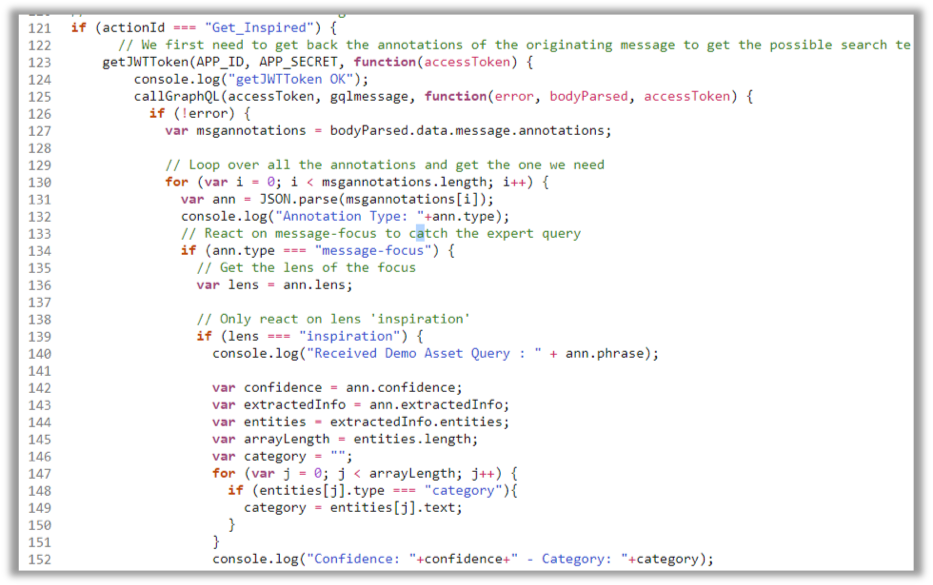 121 if (actionId === "Get_Inspired") {
122 // We first need to get back the annotations of the originating message to get the possible search te
123 getJWTToken(APP_ID, APP_SECRET, function(accessToken) {
124 console.log("getJWTToken OK");
125 callGraphQL(accessToken, gqlmessage, function(error, bodyParsed, accessToken) {
126 if (!error) {
127 var msgannotations = bodyParsed.data.message.annotations;
128
129 // Loop over all the annotations and get the one we need
130 for (var i = 0; i < msgannotations.length; i++) {
131 var ann = JSON.parse(msgannotations[i]);
132 console.log("Annotation Type: "+ann.type);
133 // React on message-focus to catch the expert query
134 if (ann.type === "message-focus") {
135 // Get the lens of the focus
136 var lens = ann.lens;
137
138 // Only react on lens 'inspiration'
139 if (lens === "inspiration") {
140 console.log("Received Demo Asset Query : " + ann.phrase);
141
142 var confidence = ann.confidence;
143 var extractedInfo = ann.extractedInfo;
144 var entities = extractedInfo.entities;
145 var arrayLength = entities.length;
146 var category = "";
147 for (var j = 0; j < arrayLength; j++) {
148 if (entities[j].type === "category"){
149 category = entities[j].text;
150 }
151 }
152 console.log("Confidence: "+confidence+" - Category: "+category);